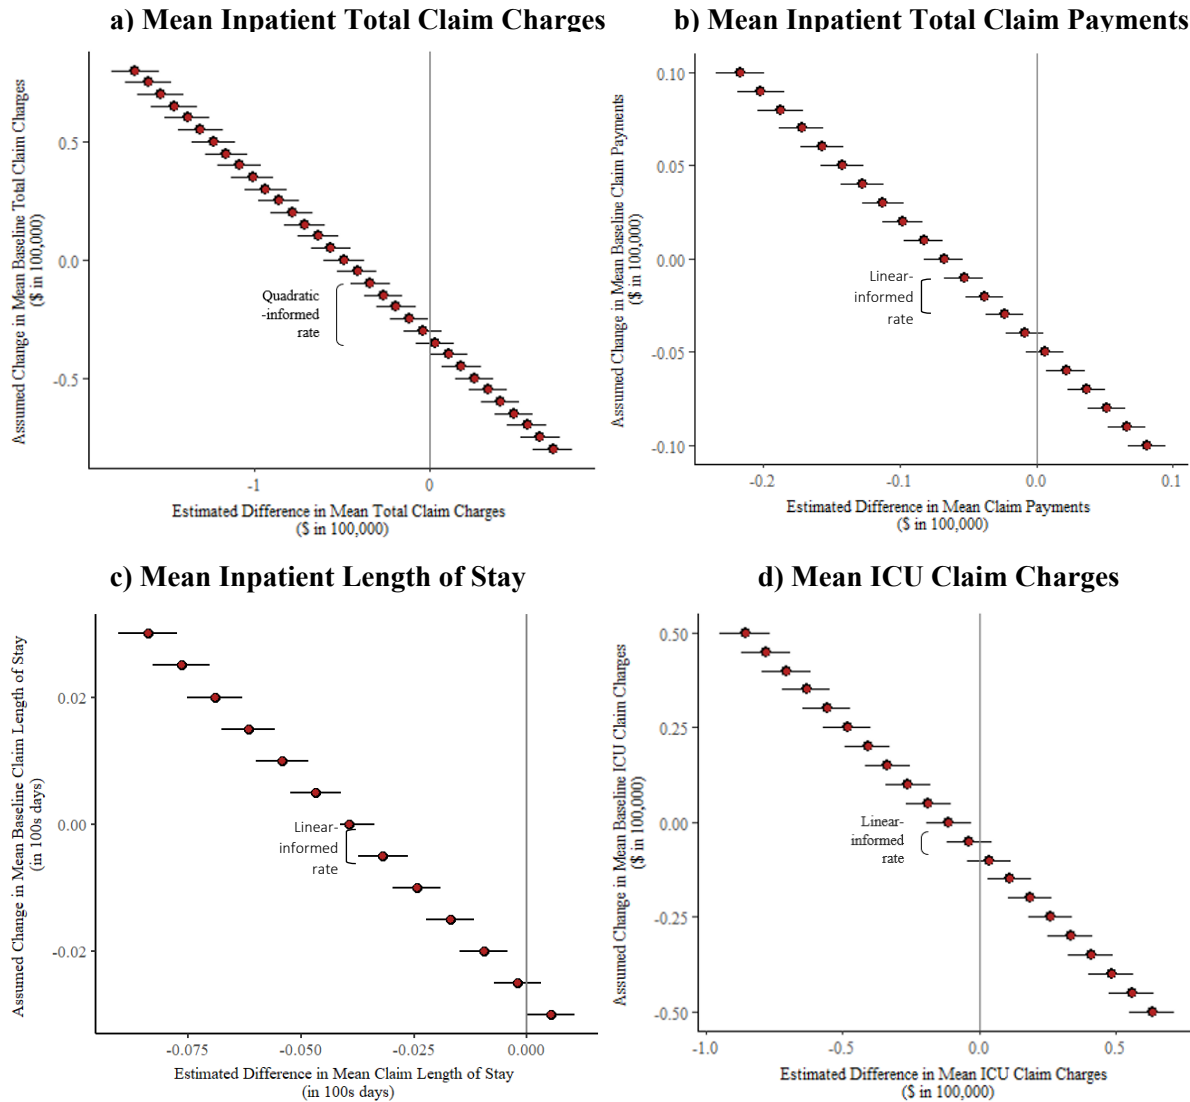 a) Mean Inpatient Total Claim Charges
Assumed Change in Mean Baseline Total Claim Charges
($ in 100,000)
0.5
0.0
-0.5
Quadratic
-informed
rate
-1
0
Estimated Difference in Mean Total Claim Charges
($ in 100,000)
b) Mean Inpatient Total Claim Payments
Assumed Change in Mean Baseline Claim Payments
($ in 100,000)
0.10
0.05
0.00
-0.05
-0.10
Linear-
informed
rate
-0.2
-0.1
0.0
0.1
Estimated Difference in Mean Claim Payments
($ in 100,000)
c) Mean Inpatient Length of Stay
Assumed Change in Mean Baseline Claim Length of Stay
(in 100s days)
0.02
0.00
-0.02
Linear-
informed
rate
-0.075
-0.050
-0.025
0.000
Estimated Difference in Mean Claim Length of Stay
(in 100s days)
d) Mean ICU Claim Charges
Assumed Change in Mean Baseline ICU Claim Charges
($ in 100,000)
0.50
0.25
0.00
-0.25
-0.50
Linear-
informed
rate
-1.0
-0.5
0.0
0.5
Estimated Difference in Mean ICU Claim Charges
($ in 100,000)